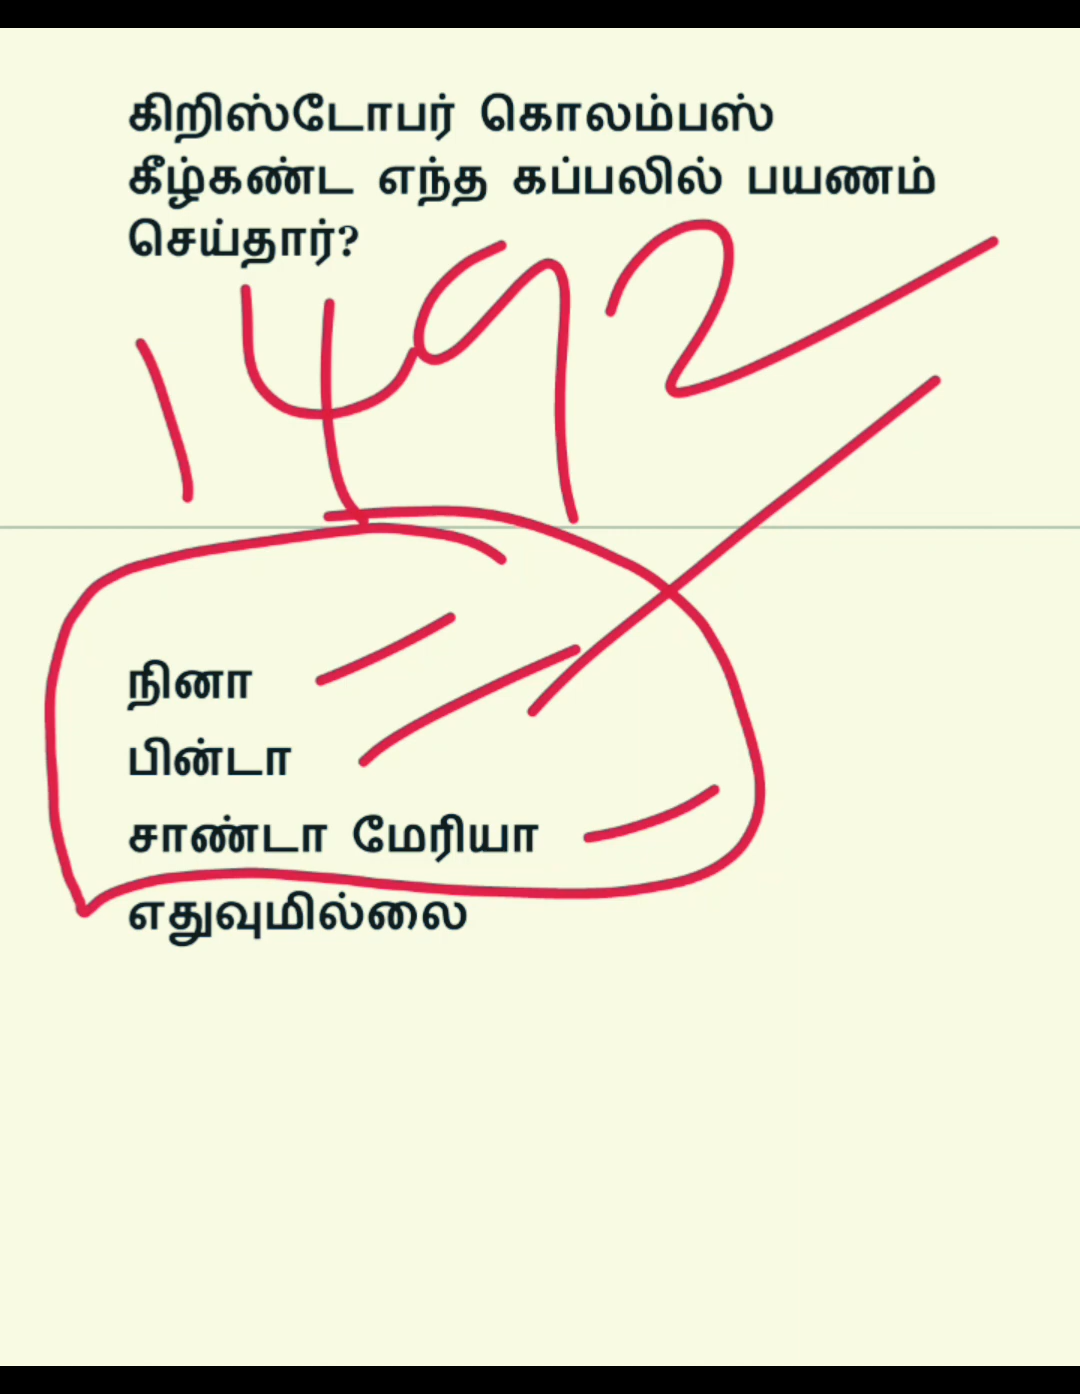 கிறிஸ்டோபர் கொலம்பஸ்
கீழ்கண்ட எந்த கப்பலில் பயணம்
செய்தார்?
1492
நினா
பின்டா
சாண்டா மேரியா
எதுவுமில்லை